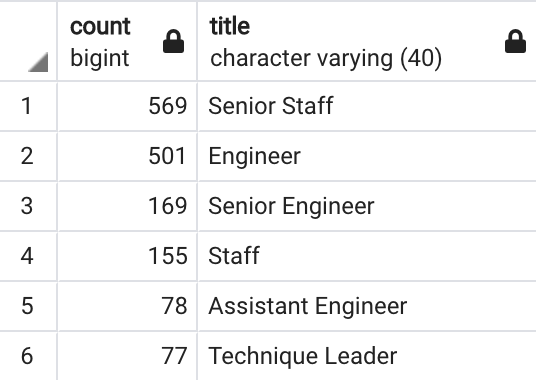 count title
bigint character varying (40)
1 569 Senior Staff
2 501 Engineer
3 169 Senior Engineer
4 155 Staff
5 78 Assistant Engineer
6 77 Technique Leader